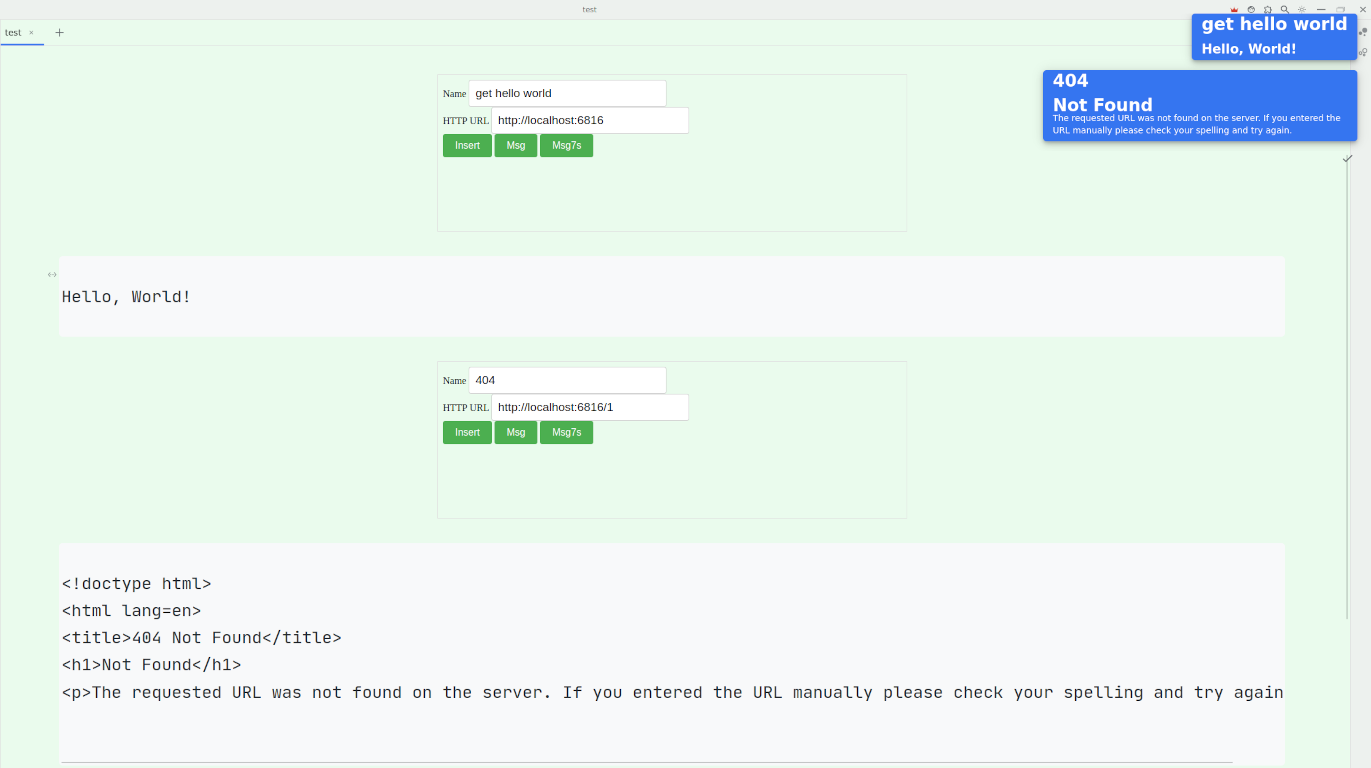 test
test
get hello world
Hello, World!
404
Not Found
The requested URL was not found on the server. If you entered the
URL manually please check your spelling and try again.
Name get hello world
HTTP URL http://localhost:6816
Insert Msg Msg7s
Hello, World!
Name 404
HTTP URL http://localhost:6816/1
Insert Msg Msg7s
<!doctype html>
<html lang=en>
<title>404 Not Found</title>
<h1>Not Found</h1>
<p>The requested URL was not found on the server. If you entered the URL manually please check your spelling and try again